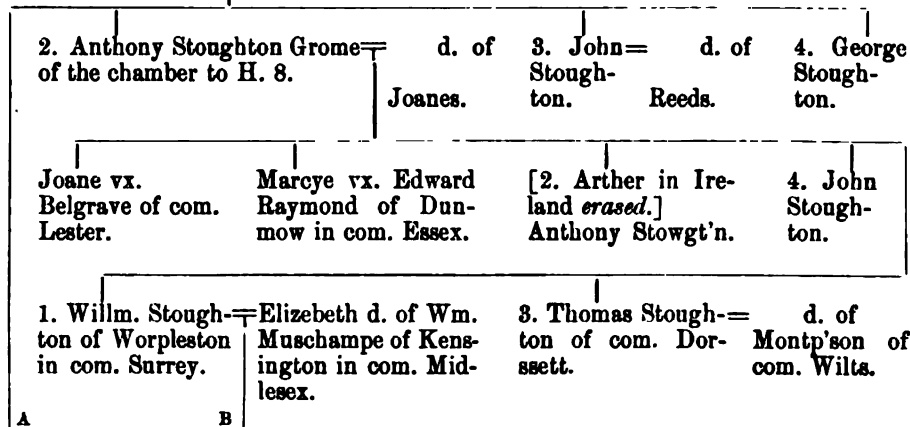 2. Anthony Stoughton Grome= d. of 3. John= d. of 4. George
of the chamber to H. 8. Stough- Stough-
Joanes. ton. Reeds. ton.
Joane vx. Marcye vx. Edward [2. Arther in Ire- 4. John
Belgrave of com. Raymond of Dun- land erased.] Stough-
Lester. mow in com. Essex. Anthony Stowgt'n. ton.
1. Willm. Stough-=Elizebeth d. of Wm. 3. Thomas Stough-= d. of
ton of Worpleston Muschampe of Kens- ton of com. Dor- Montp'son of
in com. Surrey. ington in com. Mid- ssett. com. Wilts.
lesex.
A B